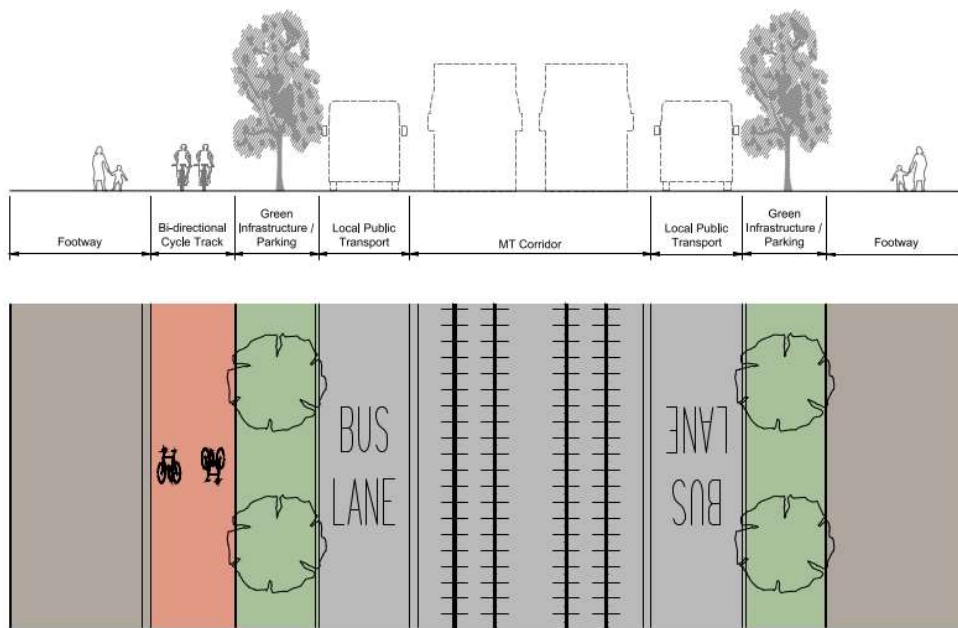 Footway
Bi-directional
Cycle Track
Green
Infrastructure /
Parking
Local Public
Transport
MT Corridor
Local Public
Transport
Green
Infrastructure /
Parking
Footway
BUS
LANE
BUS
LANE